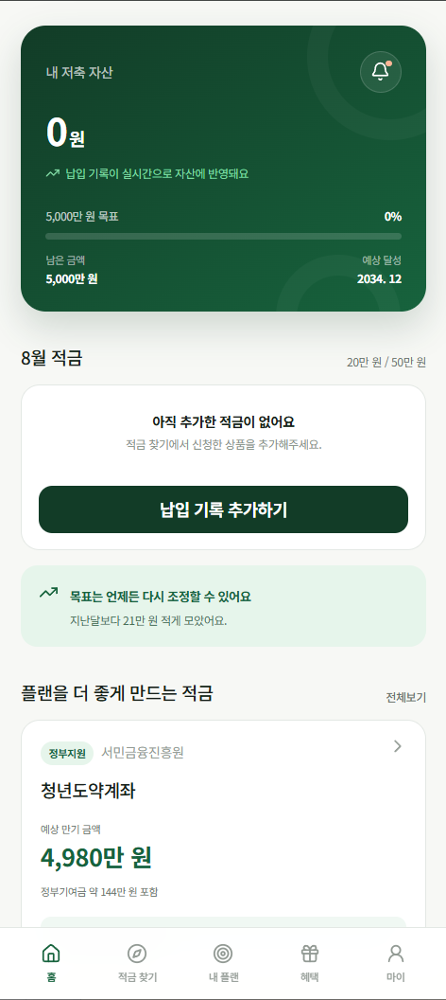 내 저축 자산
0원
납입 기록이 실시간으로 자산에 반영돼요
5,000만 원 목표 0%
남은 금액 예상 달성
5,000만 원 2034. 12
8월 적금 20만 원 / 50만 원
아직 추가한 적금이 없어요
적금 찾기에서 신청한 상품을 추가해주세요.
납입 기록 추가하기
목표는 언제든 다시 조정할 수 있어요
지난달보다 21만 원 적게 모았어요.
플랜을 더 좋게 만드는 적금 전체보기
정부지원 서민금융진흥원
청년도약계좌
예상 만기 금액
4,980만 원
정부기여금 약 144만 원 포함
홈 적금 찾기 내 플랜 혜택 마이